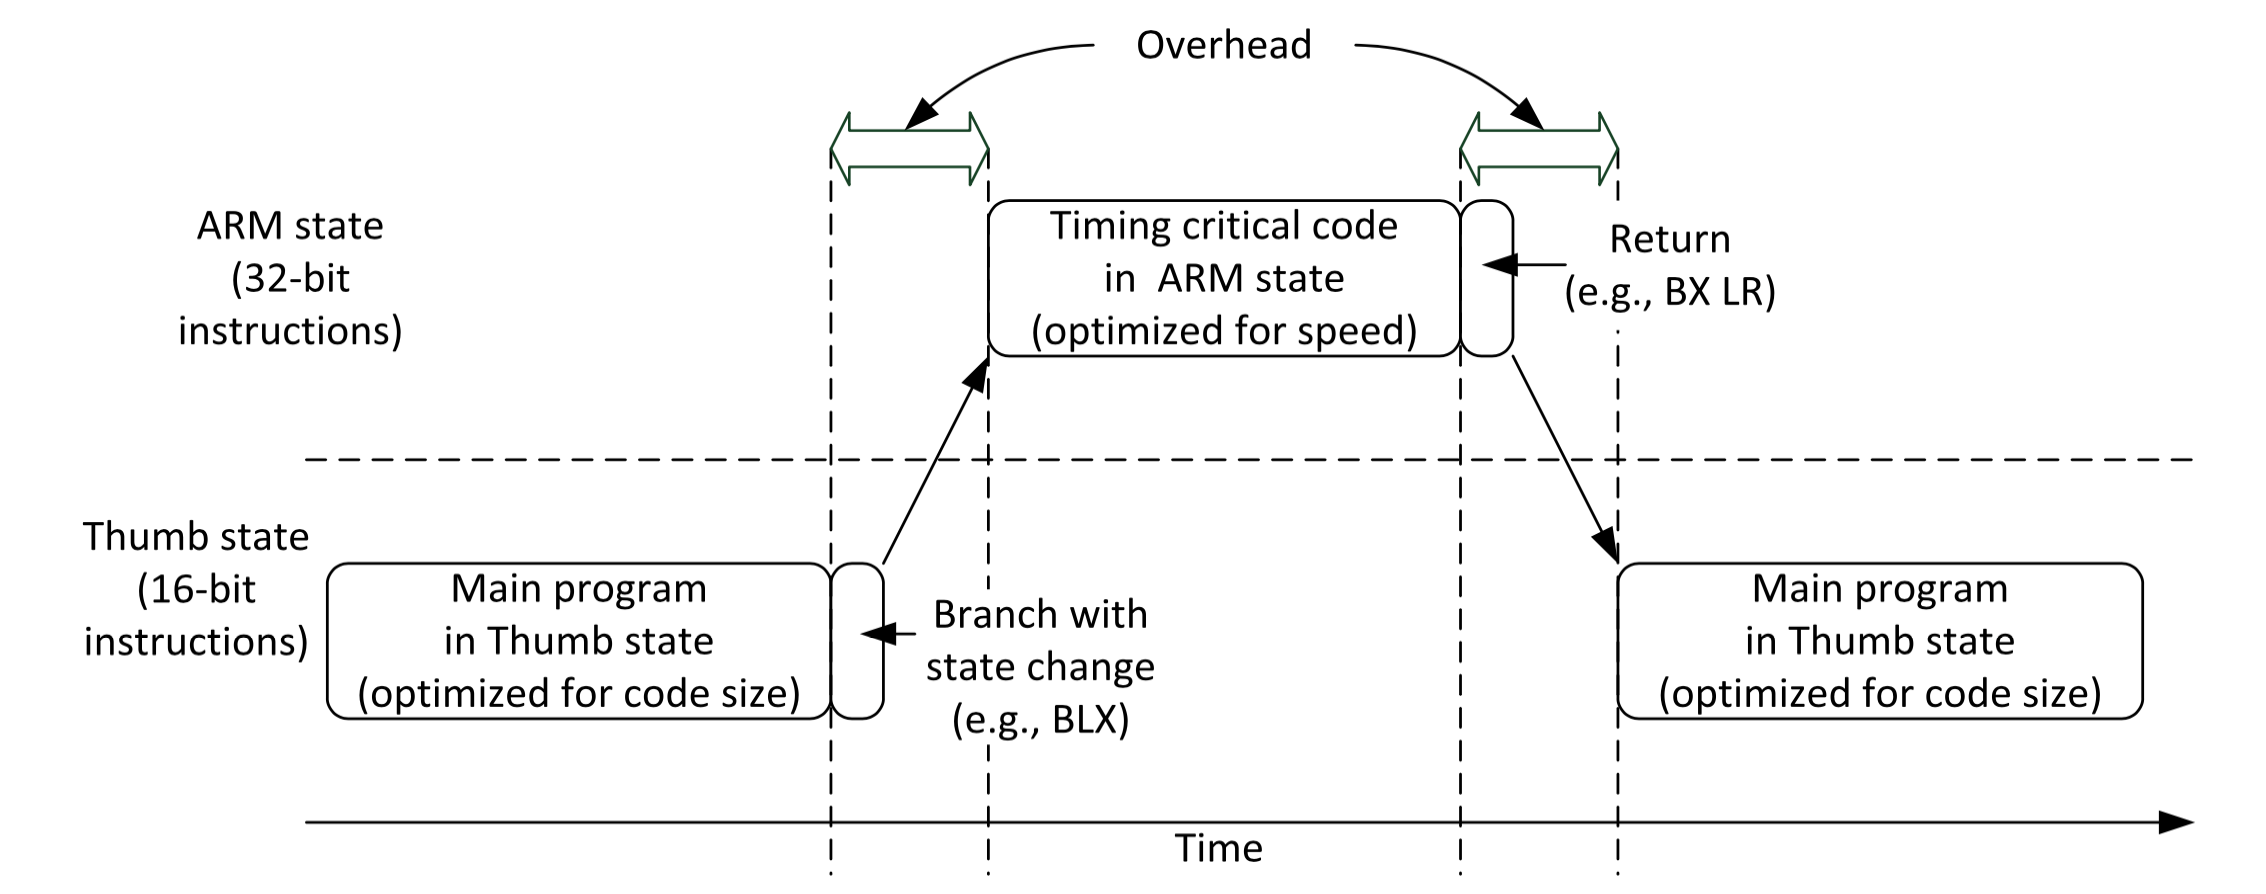 Overhead
ARM state
(32-bit
instructions)
Timing critical code
in ARM state
(optimized for speed)
Return
(e.g., BX LR)
Thumb state
(16-bit
instructions)
Main program
in Thumb state
(optimized for code size)
Branch with
state change
(e.g., BLX)
Main program
in Thumb state
(optimized for code size)
Time